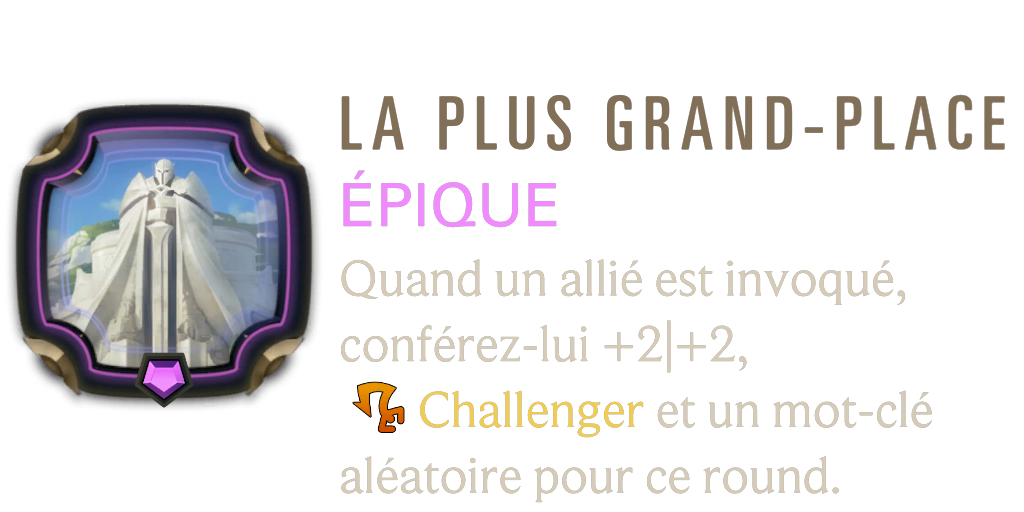 LA PLUS GRAND-PLACE
ÉPIQUE
Quand un allié est invoqué,
conférez-lui +2|+2,
Challenger et un mot-clé
aléatoire pour ce round.